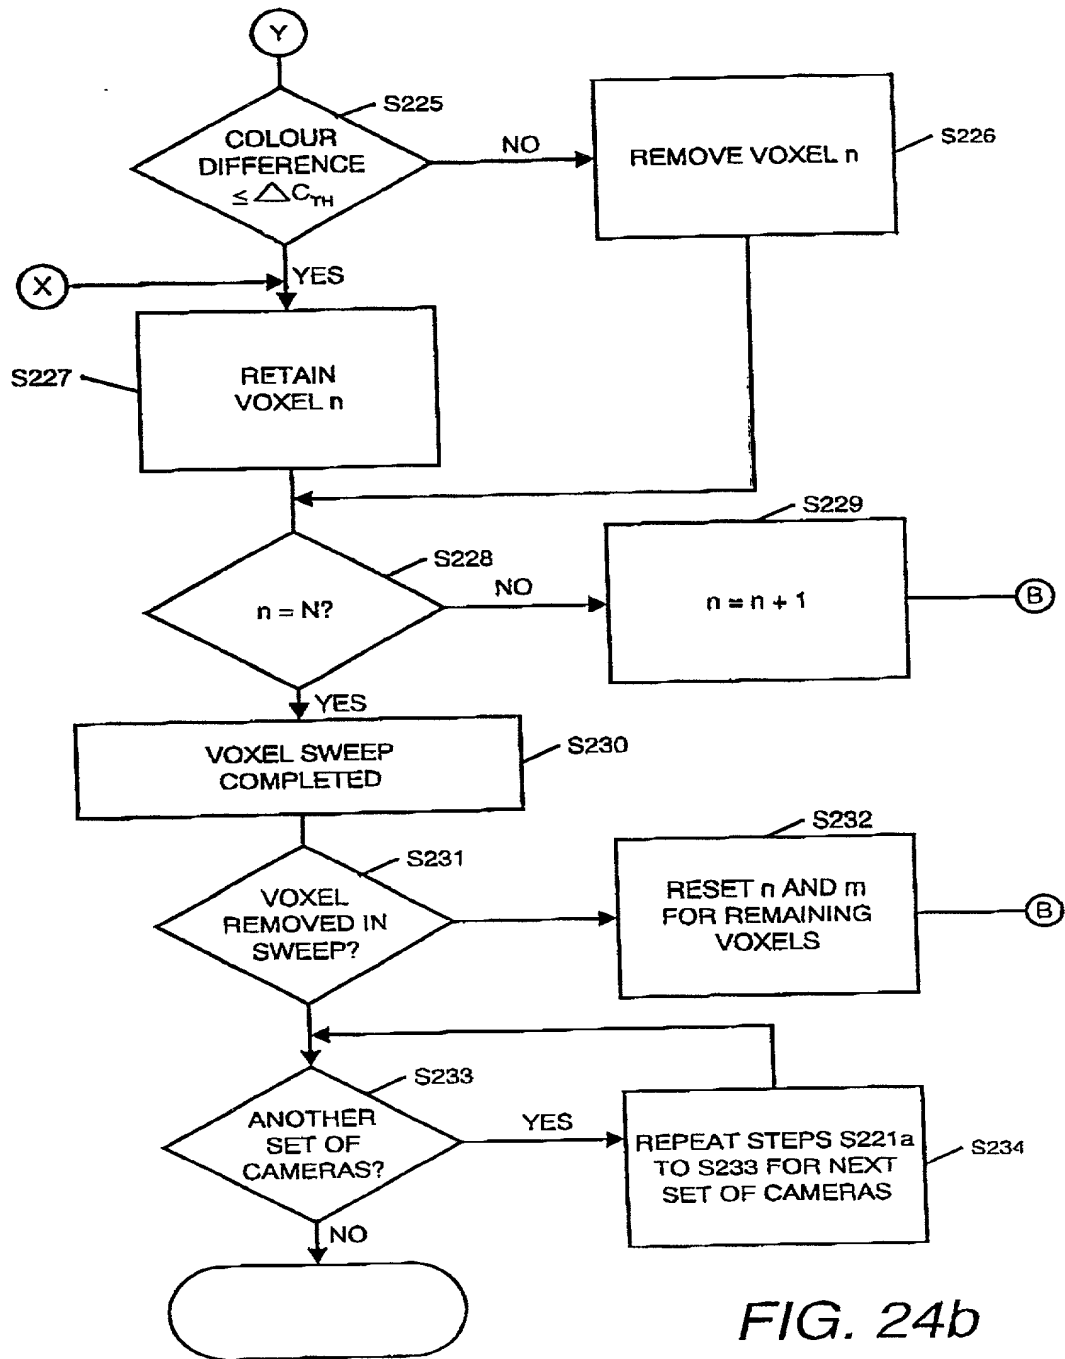 Y
S225
COLOUR
DIFFERENCE
≤ △C_TH
NO
REMOVE VOXEL n
S226
X
YES
S227
RETAIN
VOXEL n
S228
n = N?
NO
S229
n = n + 1
B
YES
VOXEL SWEEP
COMPLETED
S230
S231
VOXEL
REMOVED IN
SWEEP?
S232
RESET n AND m
FOR REMAINING
VOXELS
B
S233
ANOTHER
SET OF
CAMERAS?
YES
REPEAT STEPS S221a
TO S233 FOR NEXT
SET OF CAMERAS
S234
NO
FIG. 24b